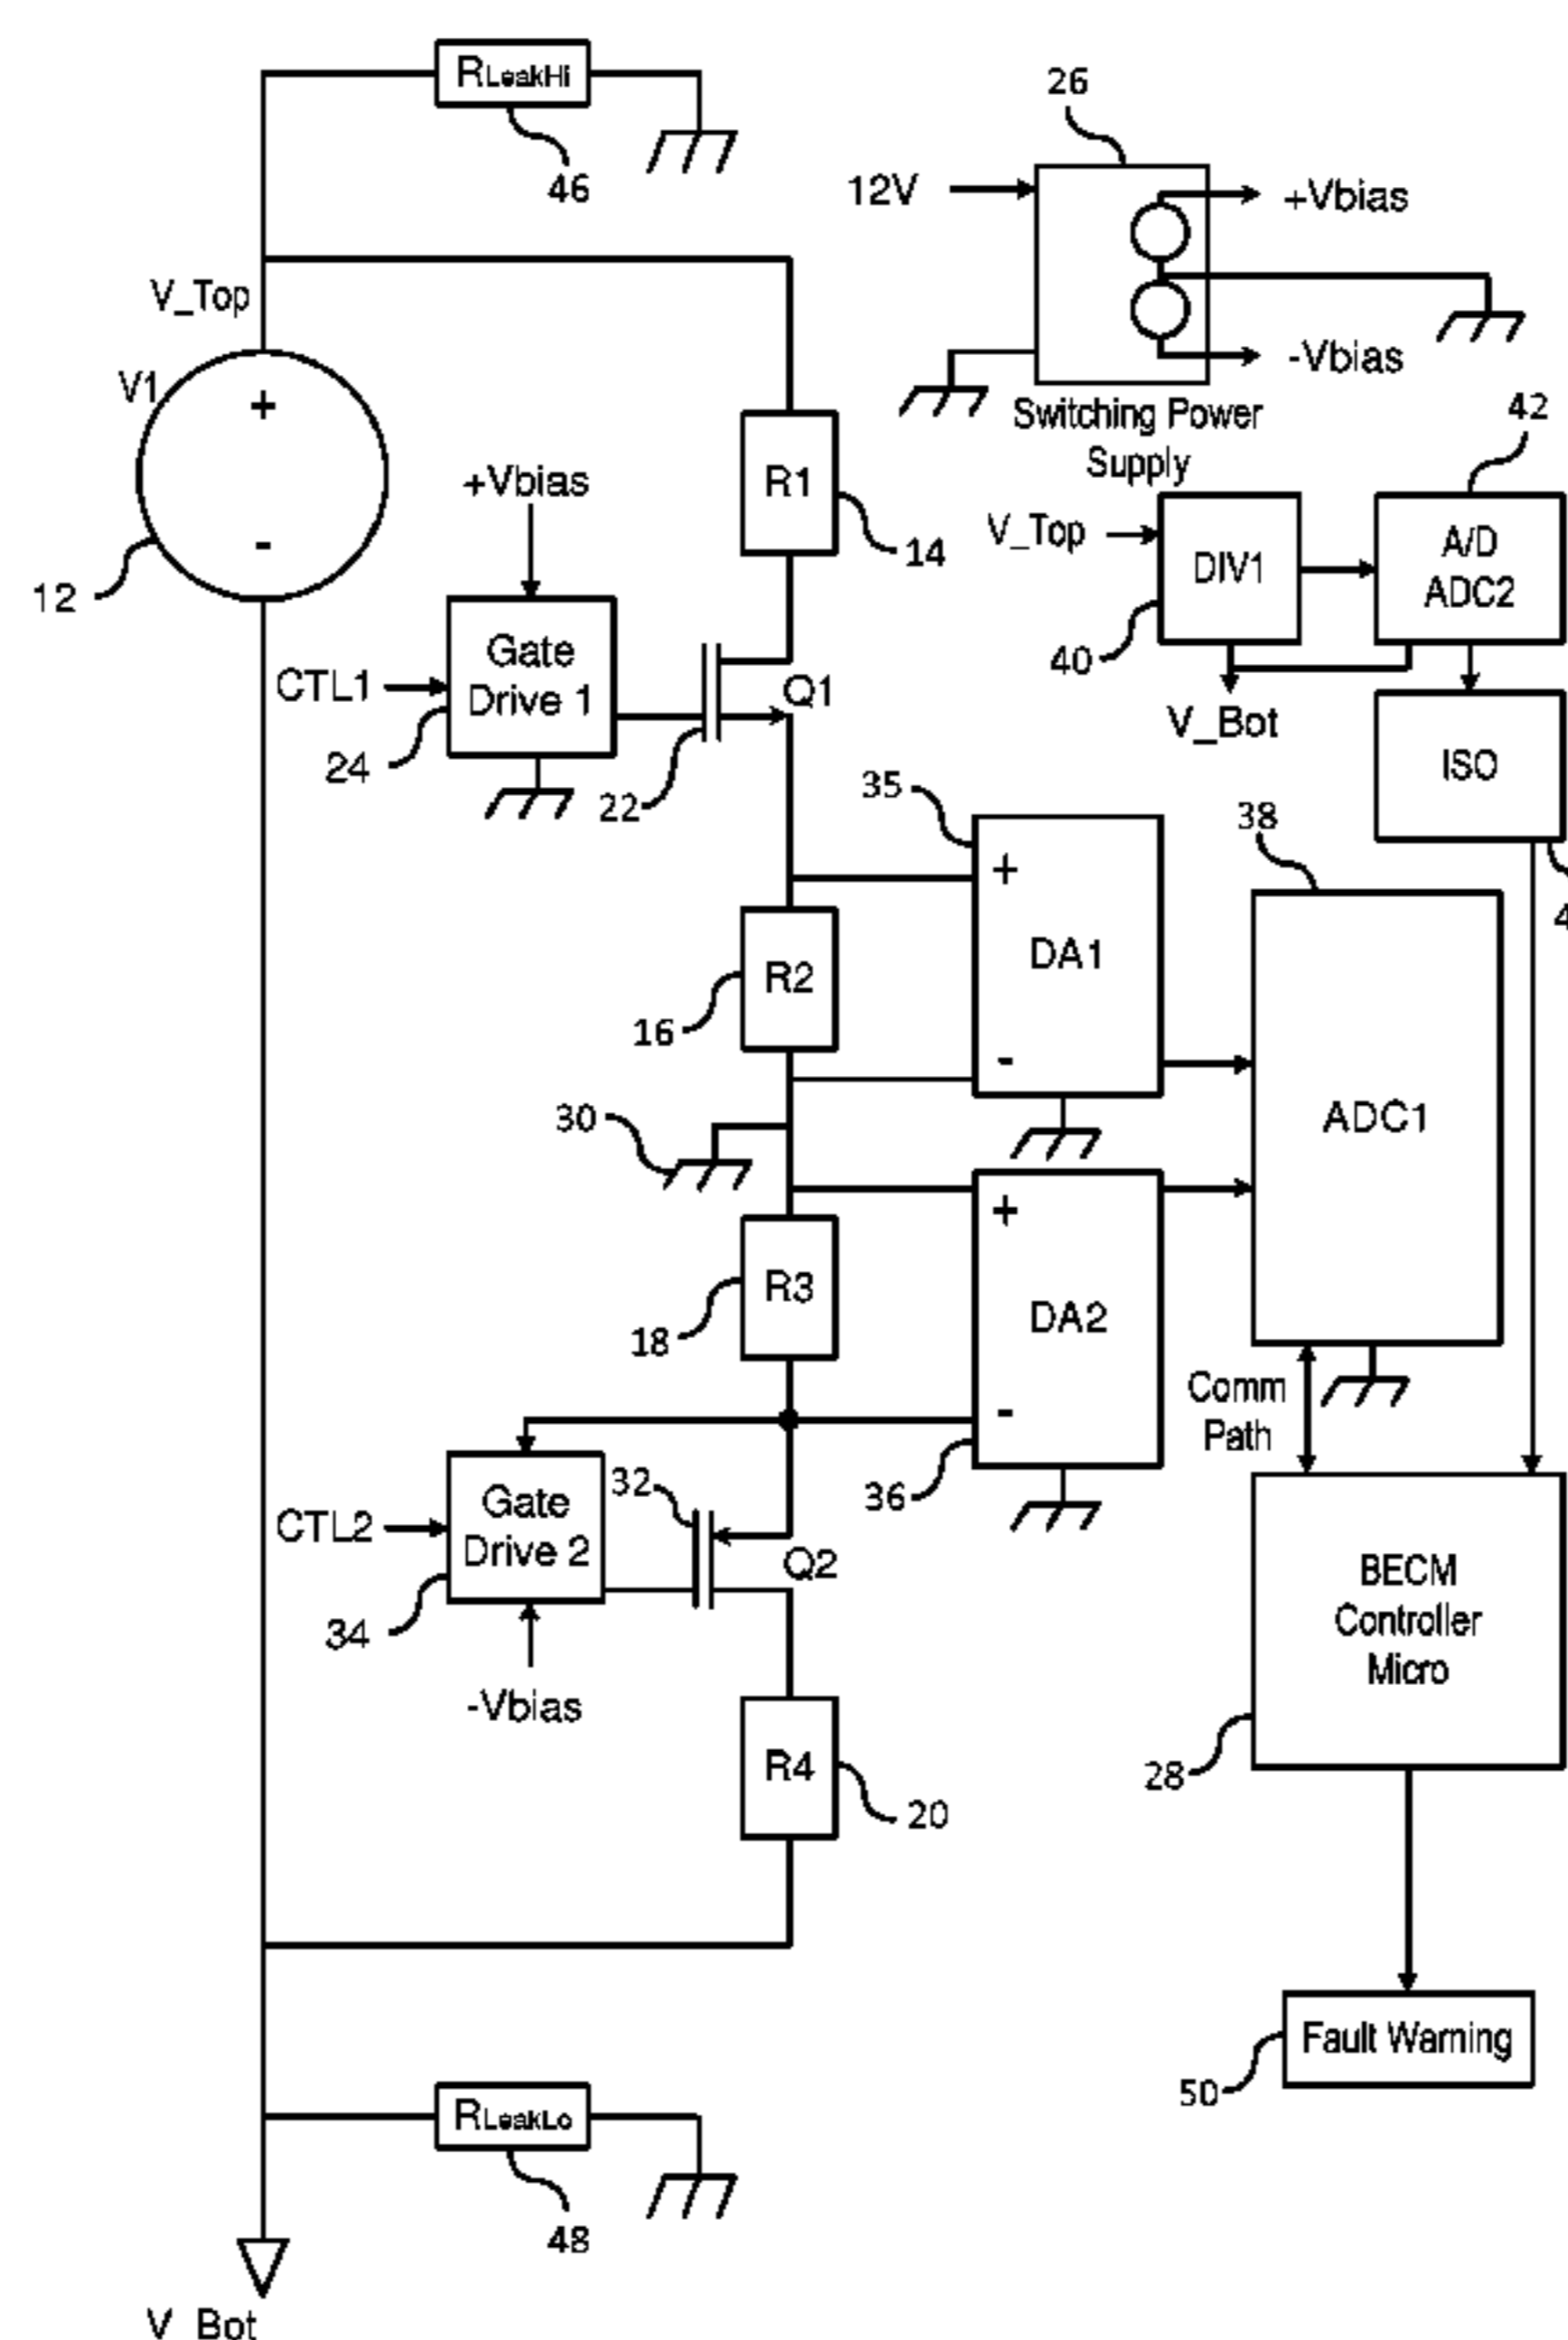 RLeakHi
46
26
12V
+Vbias
-Vbias
Switching Power
Supply
V_Top
V1
+
-
12
R1
14
+Vbias
Gate
Drive 1
CTL1
24
Q1
22
42
V_Top
DIV1
40
A/D
ADC2
V_Bot
ISO
4
35
+
DA1
-
38
ADC1
R2
16
30
R3
18
+
DA2
-
36
Comm
Path
Gate
Drive 2
CTL2
34
-Vbias
32
Q2
R4
20
BECM
Controller
Micro
28
Fault Warning
50
RLeakLo
48
V_Bot